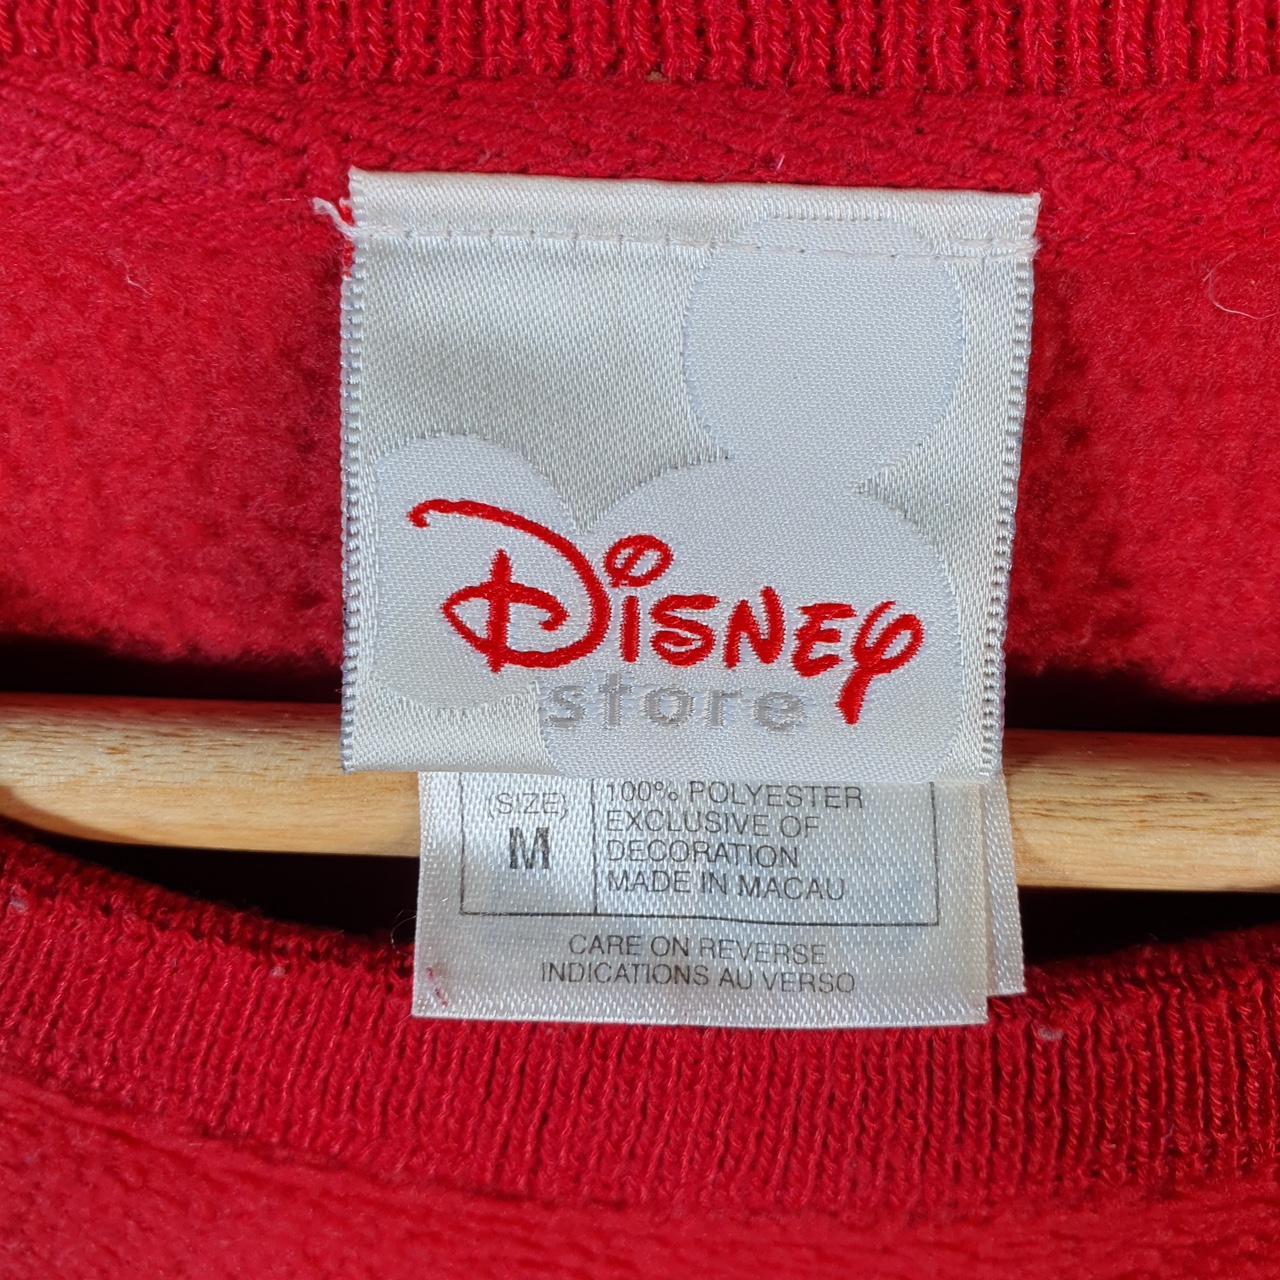 Disney
store
(SIZE)
M
100% POLYESTER
EXCLUSIVE OF
DECORATION
MADE IN MACAU
CARE ON REVERSE
INDICATIONS AU VERSO